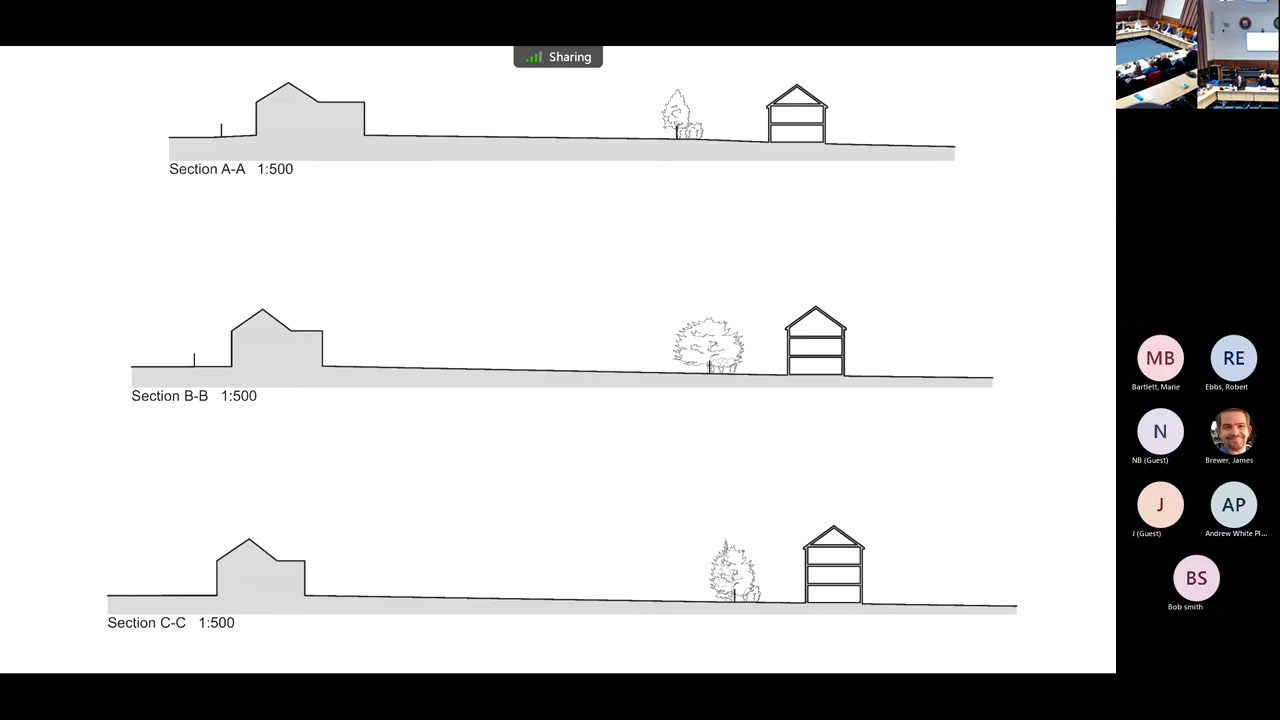 Sharing
Section A-A 1:500
Section B-B 1:500
Section C-C 1:500
MB
RE
Bartlett, Marie
Ebbs, Robert
N
NB (Guest)
Brewer, James
J
AP
J (Guest)
Andrew White Pl...
BS
Bob smith